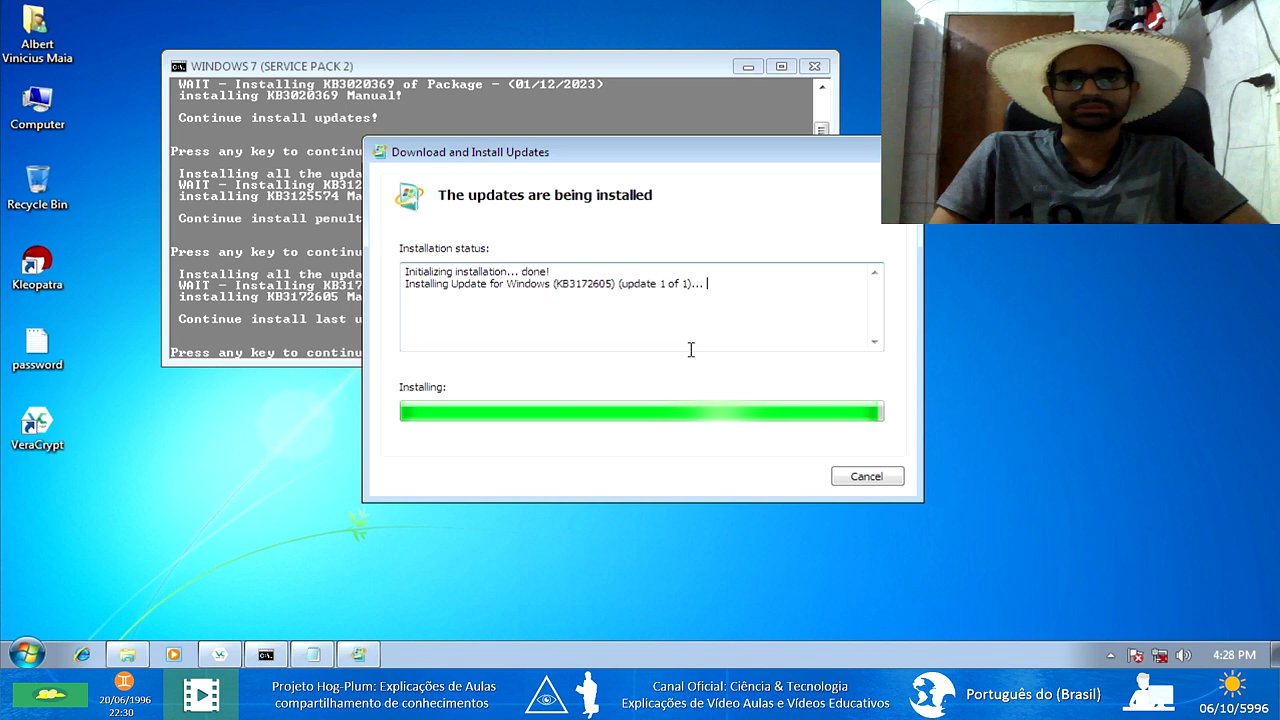 Albert
Vinicius Maia
Computer
Recycle Bin
Kleopatra
password
VeraCrypt
WINDOWS 7 (SERVICE PACK 2)
WAIT - Installing KB3020369 of Package - (01/12/2023)
installing KB3020369 Manual!
Continue install updates!
Press any key to continu
Installing all the upda
WAIT - Installing KB312
installing KB3125574 Ma
Continue install penult
Press any key to continu
Installing all the upda
WAIT - Installing KB317
installing KB3172605 Ma
Continue install last u
Press any key to continu
Download and Install Updates
The updates are being installed
Installation status:
Initializing installation... done!
Installing Update for Windows (KB3172605) (update 1 of 1)...
Installing:
Cancel
1977
4:28 PM
20/06/1996
22:30
Projeto Hog-Plum: Explicações de Aulas
compartilhamento de conhecimentos
Canal Oficial: Ciência & Tecnologia
Explicações de Vídeo Aulas e Vídeos Educativos
Português do (Brasil)
06/10/5996